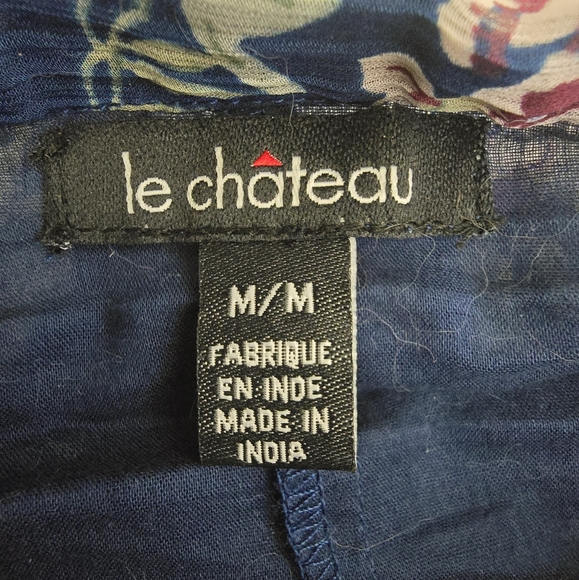 le château
M/M
FABRIQUE
EN INDE
MADE IN
INDIA